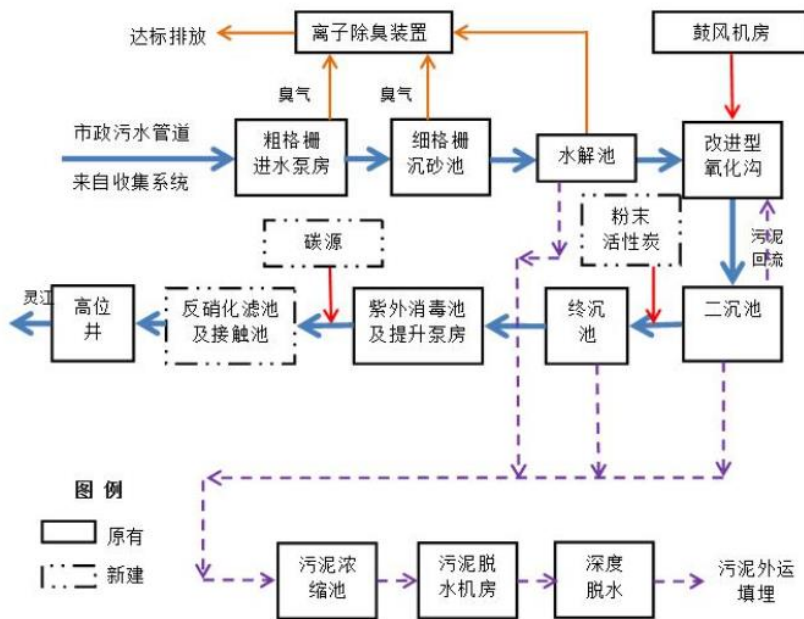 达标排放
离子除臭装置
鼓风机房
臭气
臭气
市政污水管道
来自收集系统
粗格栅
进水泵房
细格栅
沉砂池
水解池
改进型
氧化沟
碳源
粉末
活性炭
污泥
回流
灵江
高位
井
反硝化滤池
及接触池
紫外消毒池
及提升泵房
终沉
池
二沉池
图 例
原有
新建
污泥浓
缩池
污泥脱
水机房
深度
脱水
污泥外运
填埋